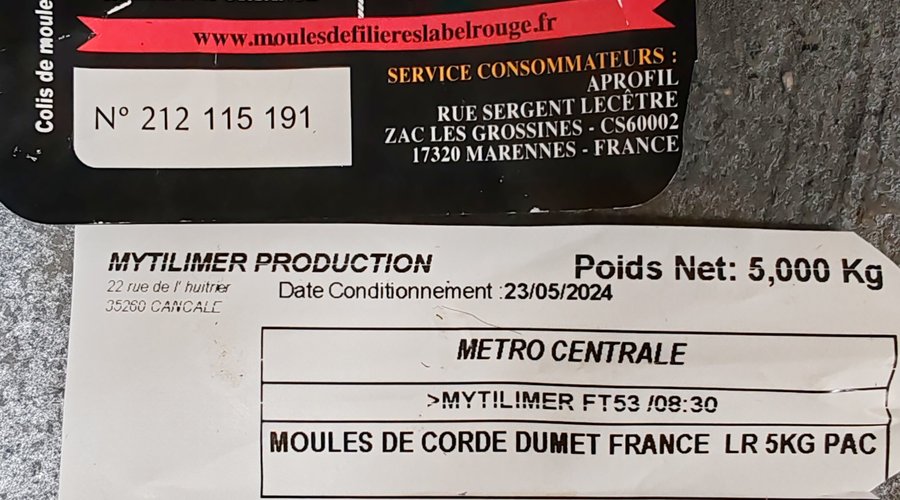 Colis de moule
www.moulesdefiliereslabelrouge.fr
N° 212 115 191
SERVICE CONSOMMATEURS :
APROFIL
RUE SERGENT LECÊTRE
ZAC LES GROSSINES - CS60002
17320 MARENNES - FRANCE
MYTILIMER PRODUCTION
22 rue de l' huitrier
35260 CANCALE
Poids Net: 5,000 Kg
Date Conditionnement :23/05/2024
METRO CENTRALE
>MYTILIMER FT53 /08:30
MOULES DE CORDE DUMET FRANCE LR 5KG PAC